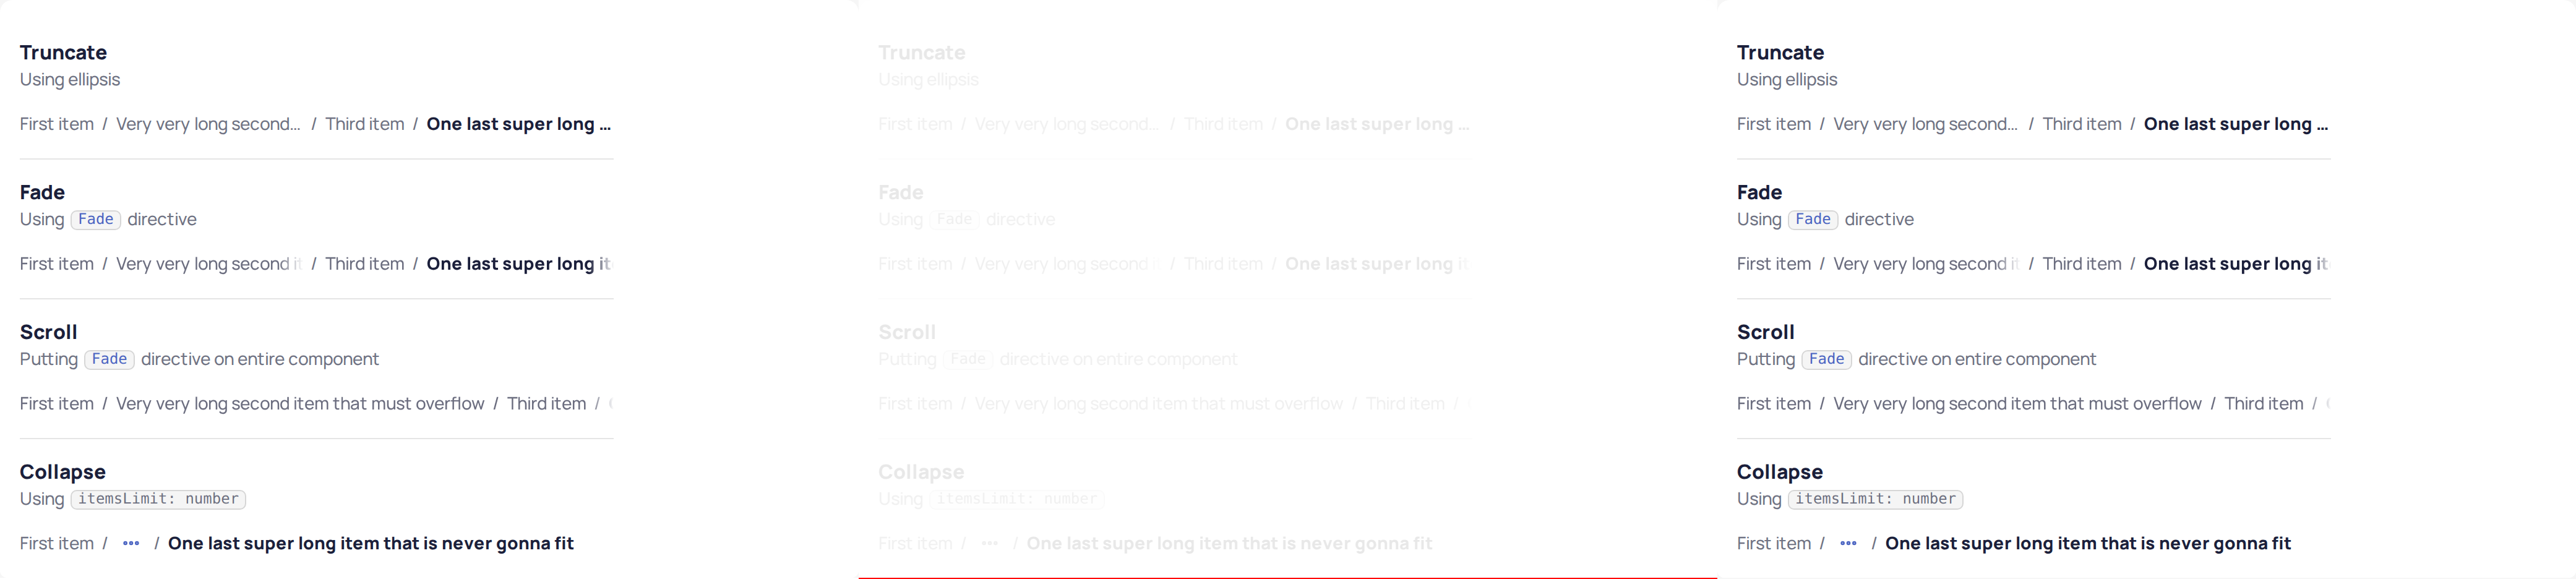 Truncate
Using ellipsis
First item / Very very long second... / Third item / One last super long ...
Fade
Using Fade directive
First item / Very very long second it / Third item / One last super long it
Scroll
Putting Fade directive on entire component
First item / Very very long second item that must overflow / Third item /
Collapse
Using itemsLimit: number
First item / ••• / One last super long item that is never gonna fit
Truncate
Using ellipsis
First item / Very very long second... / Third item / One last super long ...
Fade
Using Fade directive
First item / Very very long second it / Third item / One last super long it
Scroll
Putting Fade directive on entire component
First item / Very very long second item that must overflow / Third item /
Collapse
Using itemsLimit: number
First item / ••• / One last super long item that is never gonna fit
Truncate
Using ellipsis
First item / Very very long second... / Third item / One last super long ...
Fade
Using Fade directive
First item / Very very long second it / Third item / One last super long it
Scroll
Putting Fade directive on entire component
First item / Very very long second item that must overflow / Third item /
Collapse
Using itemsLimit: number
First item / ••• / One last super long item that is never gonna fit